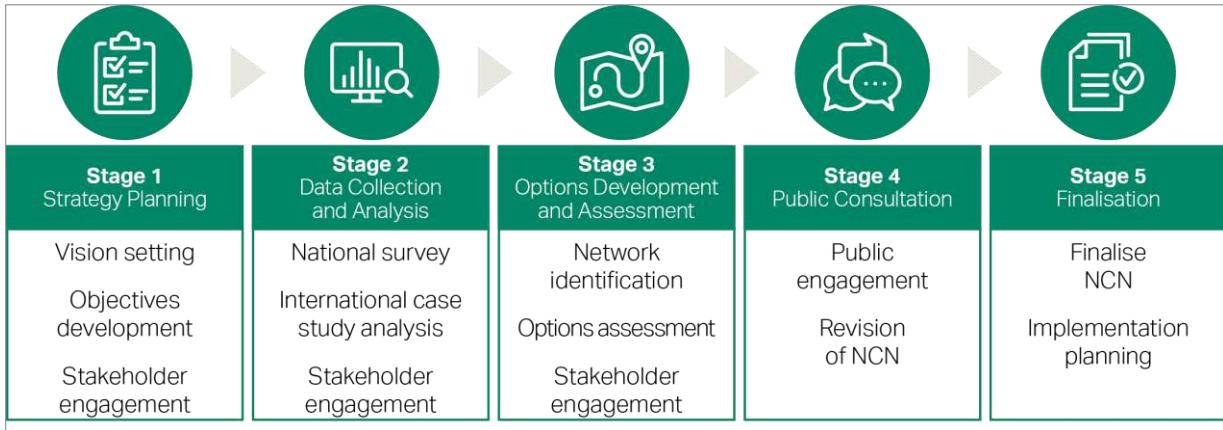 Stage 1
Strategy Planning
Vision setting
Objectives
development
Stakeholder
engagement
Stage 2
Data Collection
and Analysis
National survey
International case
study analysis
Stakeholder
engagement
Stage 3
Options Development
and Assessment
Network
identification
Options assessment
Stakeholder
engagement
Stage 4
Public Consultation
Public
engagement
Revision
of NCN
Stage 5
Finalisation
Finalise
NCN
Implementation
planning